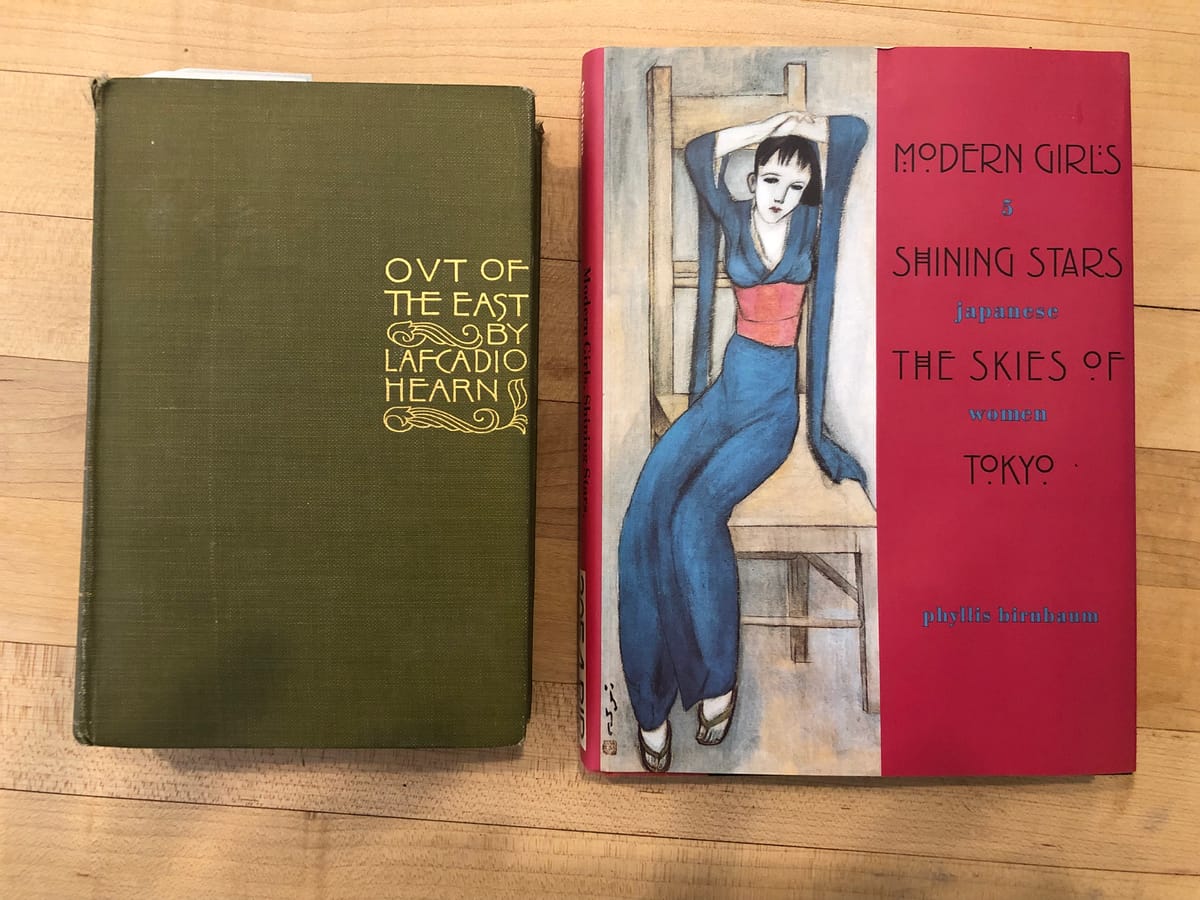 OVT OF
THE EAST
BY
LAFCADIO
HEARN
MODERN GIRLS
5
SHINING STARS
japanese
THE SKIES OF
women
TOKYO
phyllis birnbaum
Modern Girls, Shining Stars,